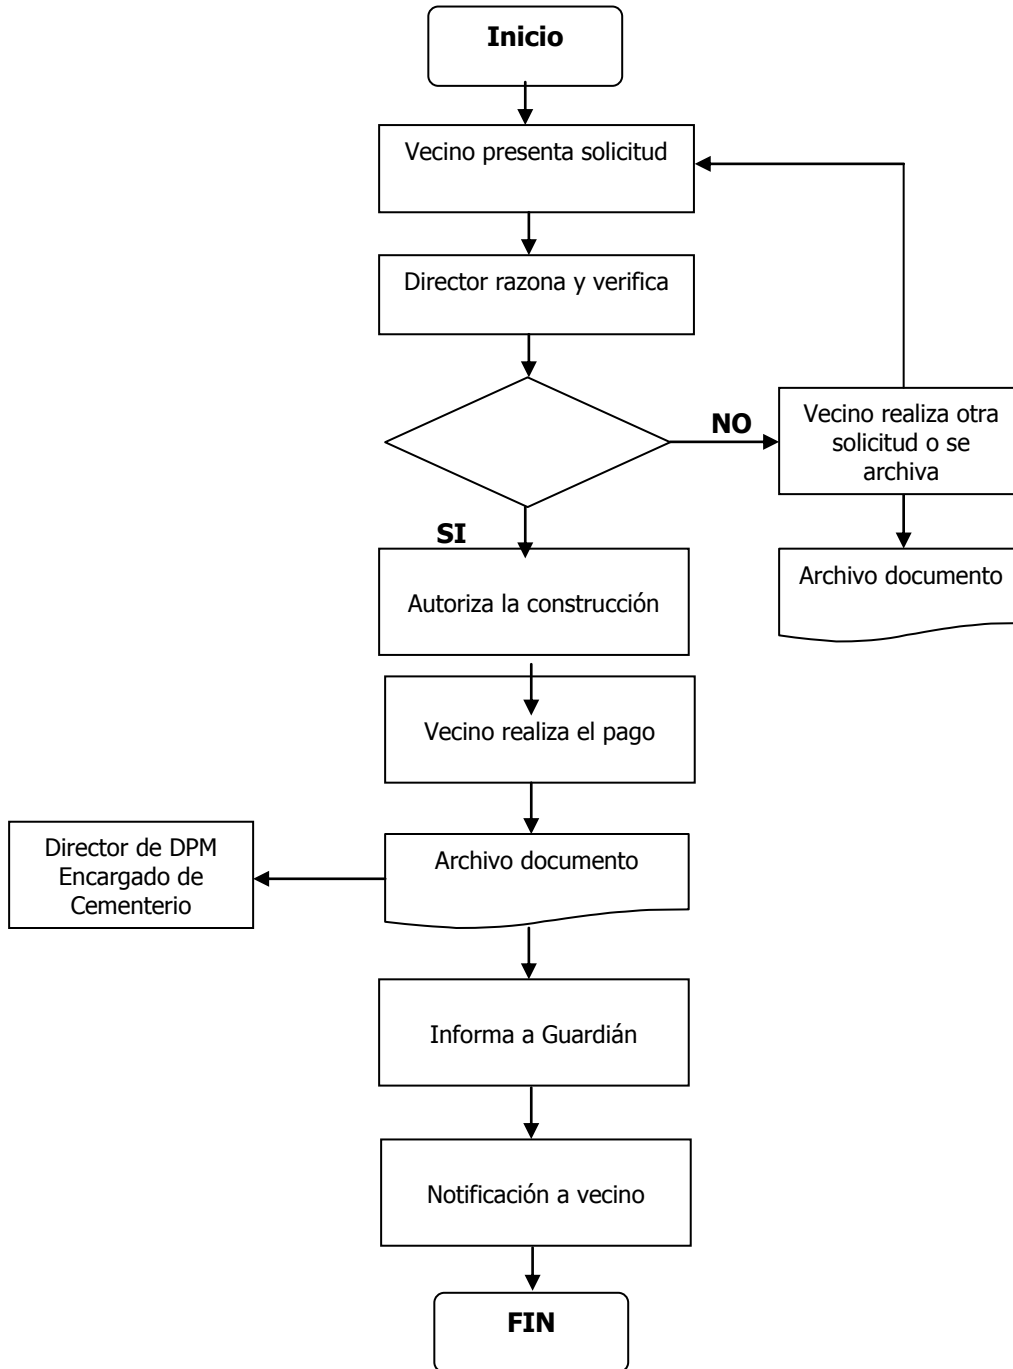 Inicio
Vecino presenta solicitud
Director razona y verifica
NO
Vecino realiza otra
solicitud o se
archiva
SI
Archivo documento
Autoriza la construcción
Vecino realiza el pago
Archivo documento
Director de DPM
Encargado de
Cementerio
Informa a Guardián
Notificación a vecino
FIN